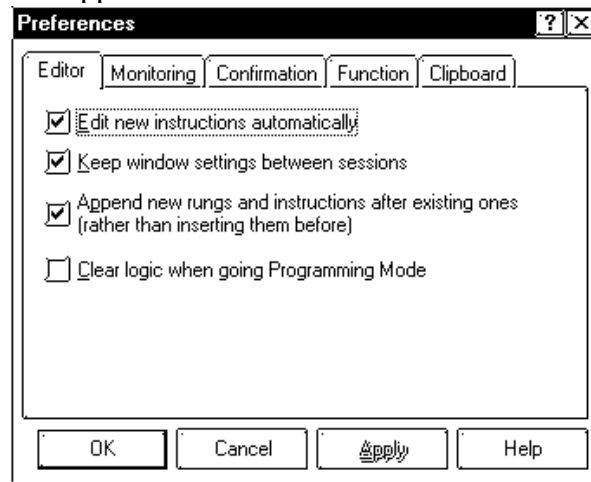 Preferences
Editor Monitoring Confirmation Function Clipboard
Edit new instructions automatically
Keep window settings between sessions
Append new rungs and instructions after existing ones
(rather than inserting them before)
Clear logic when going Programming Mode
OK Cancel Apply Help